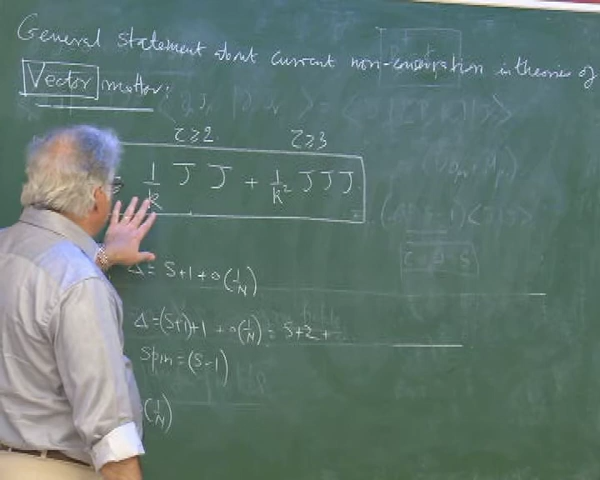 General statement about current non-conservation in theories of
Vector matter:
τ≥2 τ≥3
= 1/k J J + 1/k² J J J
Δ = S+1+o(1/N)
Δ=(S+1)+1 + o(1/N) = S+2+
Spin = (S-1)
(1/N)